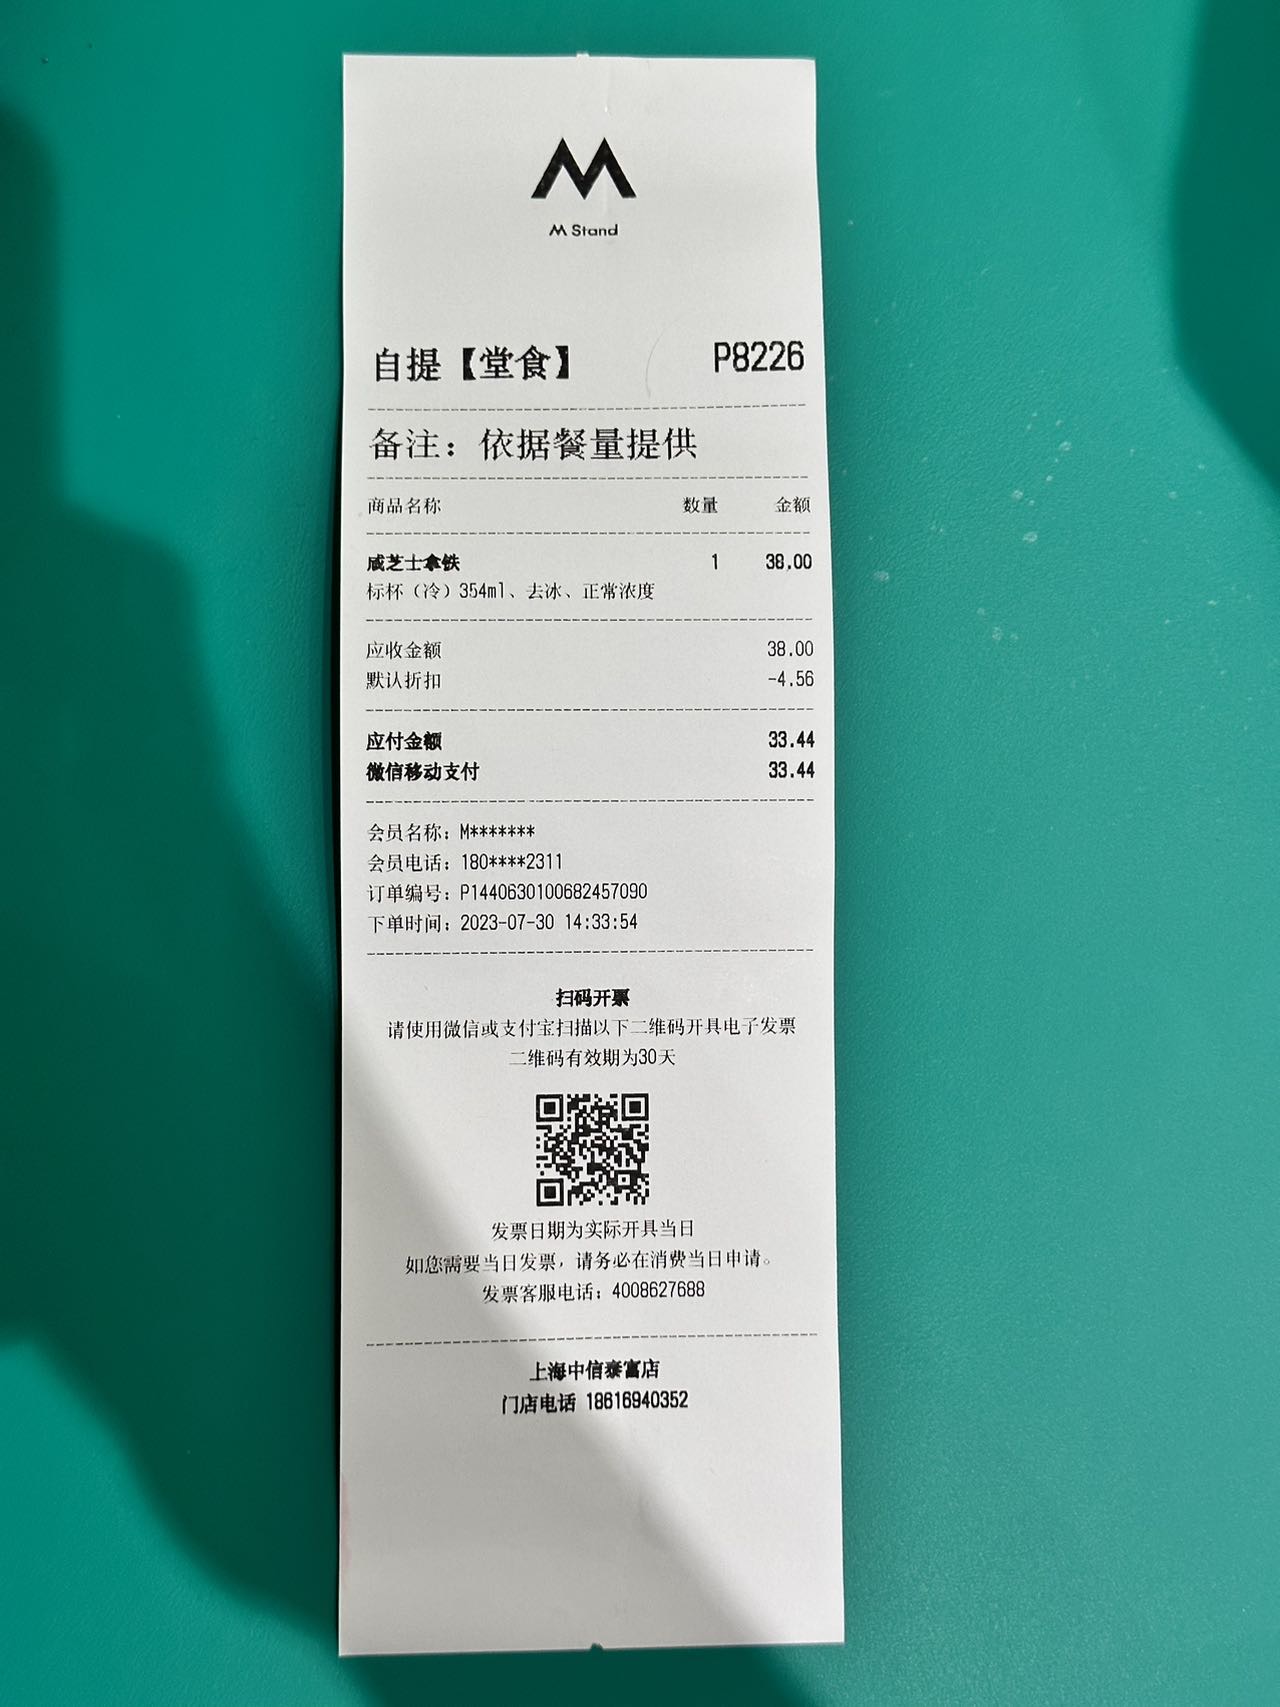 M Stand
自提【堂食】 P8226
备注：依据餐量提供
商品名称 数量 金额
咸芝士拿铁 1 38.00
标杯（冷）354ml、去冰、正常浓度
应收金额 38.00
默认折扣 -4.56
应付金额 33.44
微信移动支付 33.44
会员名称：M*******
会员电话：180****2311
订单编号：P1440630100682457090
下单时间：2023-07-30 14:33:54
扫码开票
请使用微信或支付宝扫描以下二维码开具电子发票
二维码有效期为30天
发票日期为实际开具当日
如您需要当日发票，请务必在消费当日申请。
发票客服电话：4008627688
上海中信泰富店
门店电话 18616940352